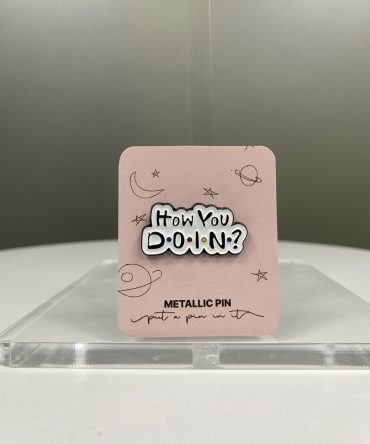 How You
D•O•I•N•?
METALLIC PIN
put a pin in it